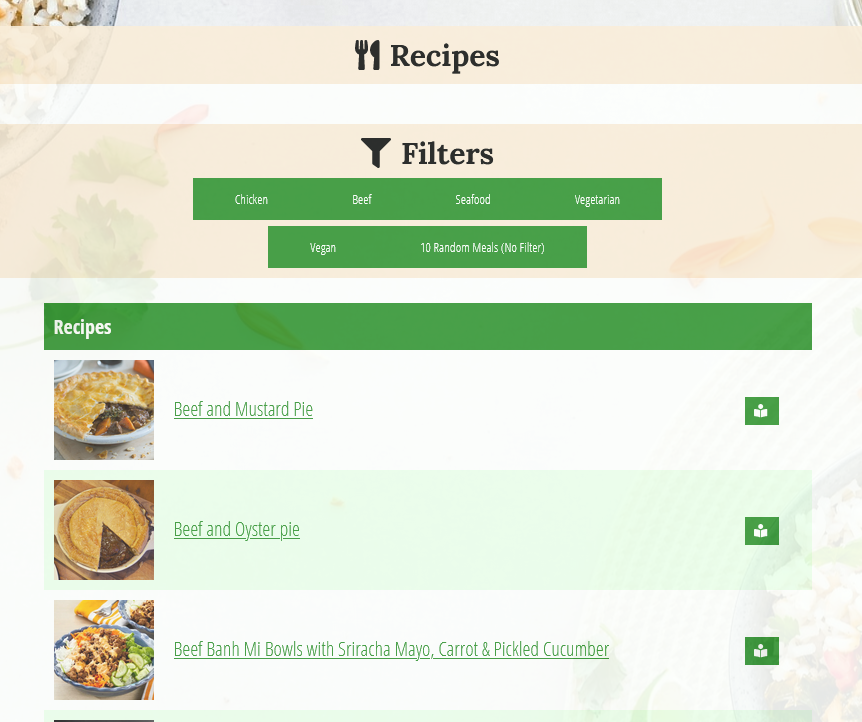 Recipes
Filters
Chicken Beef Seafood Vegetarian
Vegan 10 Random Meals (No Filter)
Recipes
Beef and Mustard Pie
Beef and Oyster pie
Beef Banh Mi Bowls with Sriracha Mayo, Carrot & Pickled Cucumber